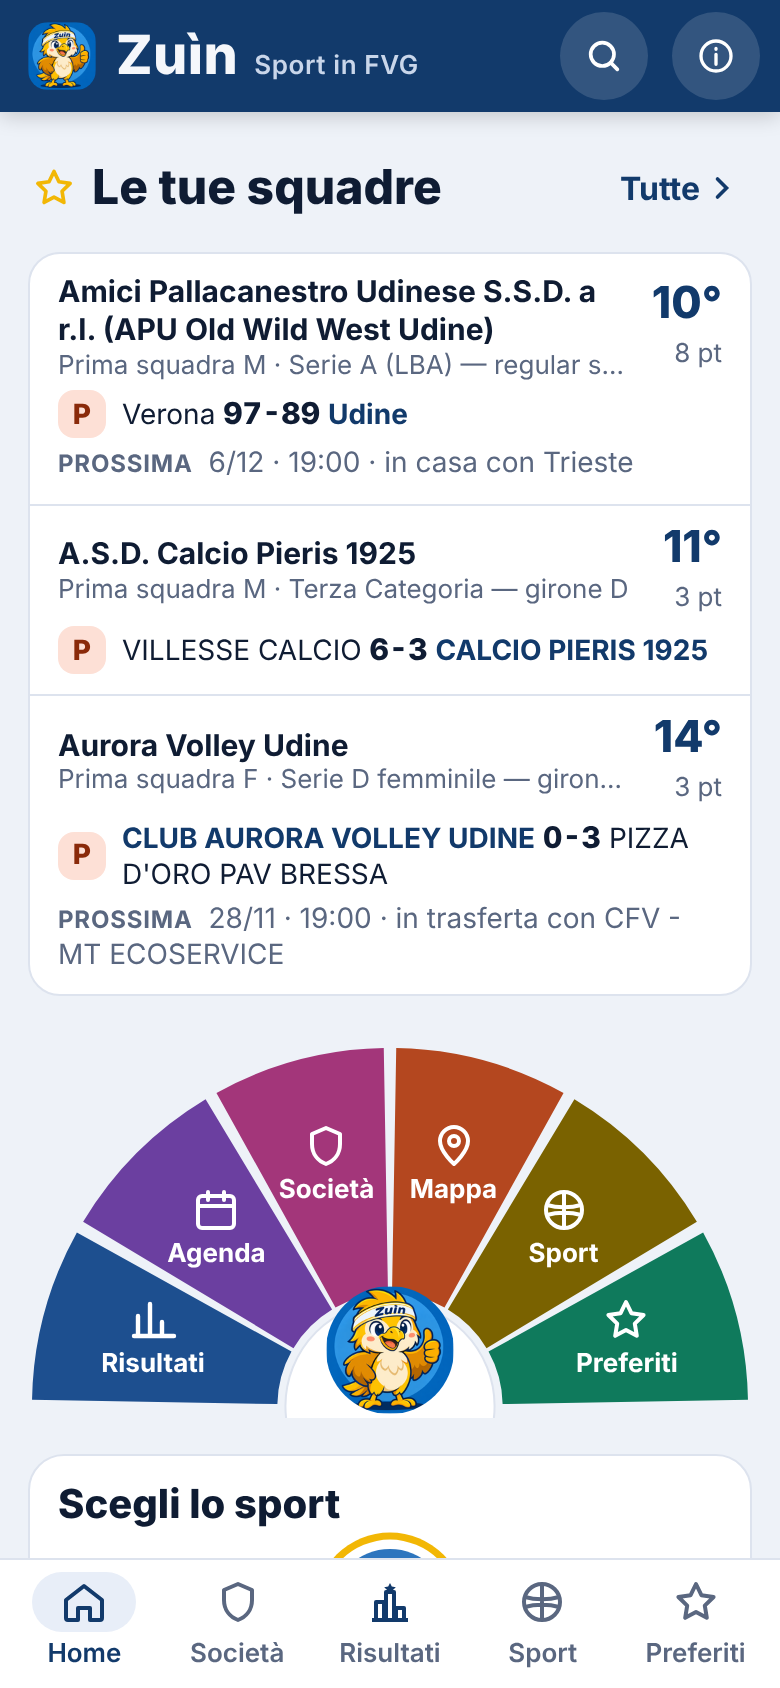 Zuin
Zuìn Sport in FVG
Le tue squadre
Tutte
Amici Pallacanestro Udinese S.S.D. a
r.l. (APU Old Wild West Udine)
10°
Prima squadra M · Serie A (LBA) — regular s...
8 pt
P Verona 97-89 Udine
PROSSIMA 6/12 · 19:00 · in casa con Trieste
A.S.D. Calcio Pieris 1925
11°
Prima squadra M · Terza Categoria — girone D
3 pt
P VILLESSE CALCIO 6-3 CALCIO PIERIS 1925
Aurora Volley Udine
14°
Prima squadra F · Serie D femminile — giron...
3 pt
P CLUB AURORA VOLLEY UDINE 0-3 PIZZA
D'ORO PAV BRESSA
PROSSIMA 28/11 · 19:00 · in trasferta con CFV -
MT ECOSERVICE
Società
Mappa
Agenda
Sport
Risultati
Zuin
Preferiti
Scegli lo sport
Home
Società
Risultati
Sport
Preferiti